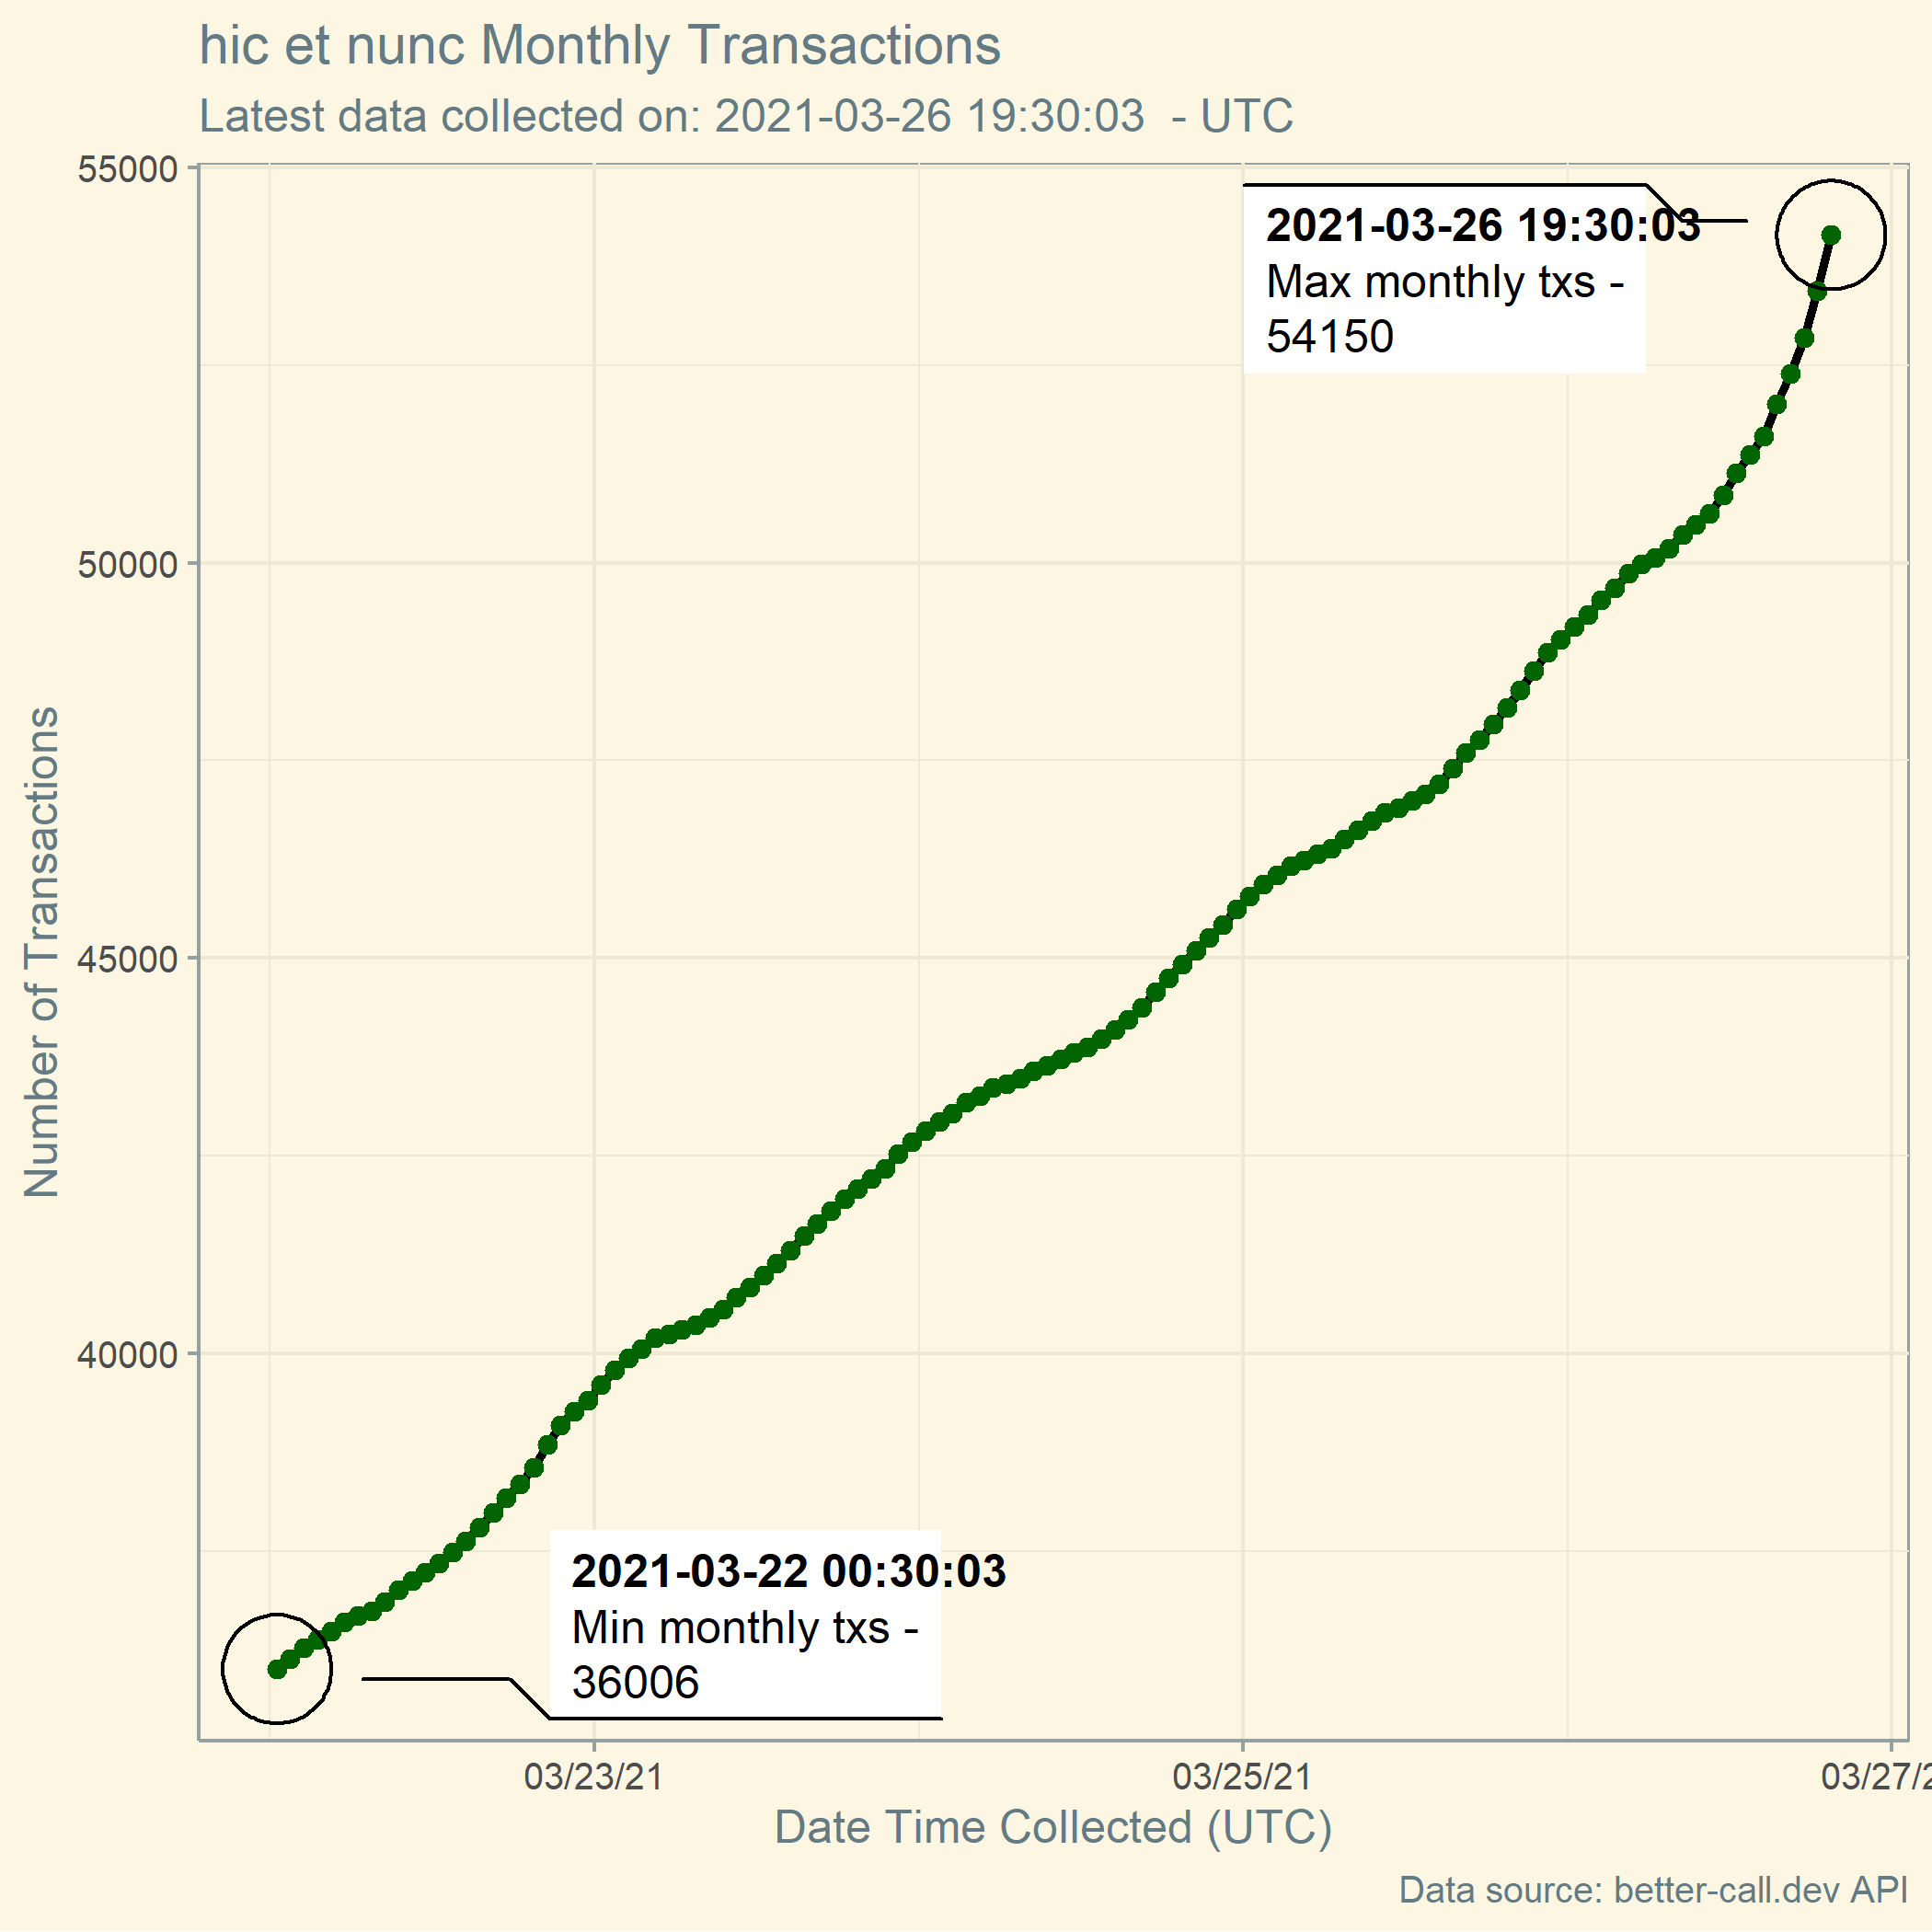 hic et nunc Monthly Transactions
Latest data collected on: 2021-03-26 19:30:03  - UTC
55000
50000
45000
40000
Number of Transactions
2021-03-26 19:30:03
Max monthly txs -
54150
2021-03-22 00:30:03
Min monthly txs -
36006
03/23/21
03/25/21
03/27/2
Date Time Collected (UTC)
Data source: better-call.dev API